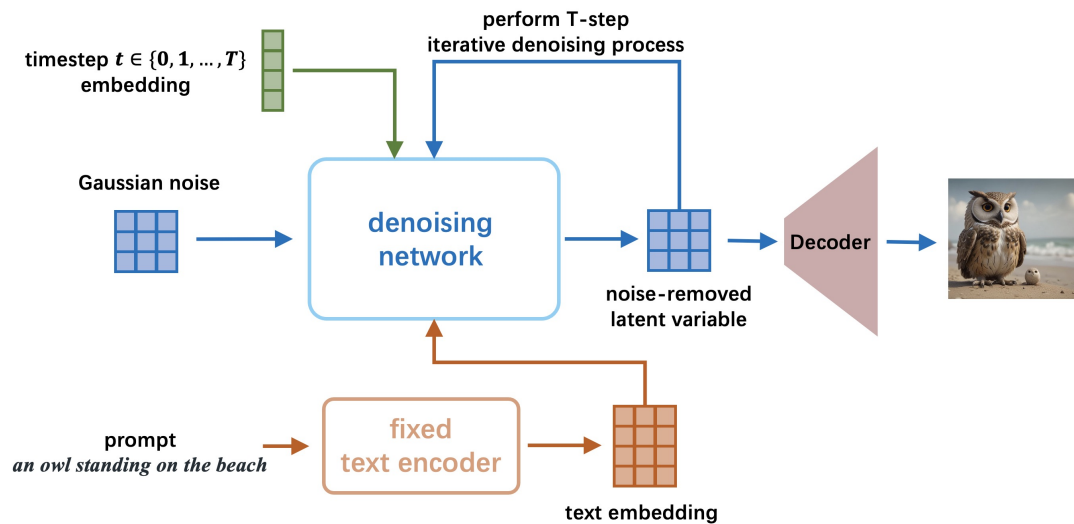 perform T-step
iterative denoising process
timestep t ∈ {0, 1, ..., T}
embedding
Gaussian noise
denoising
network
Decoder
noise-removed
latent variable
fixed
text encoder
prompt
an owl standing on the beach
text embedding